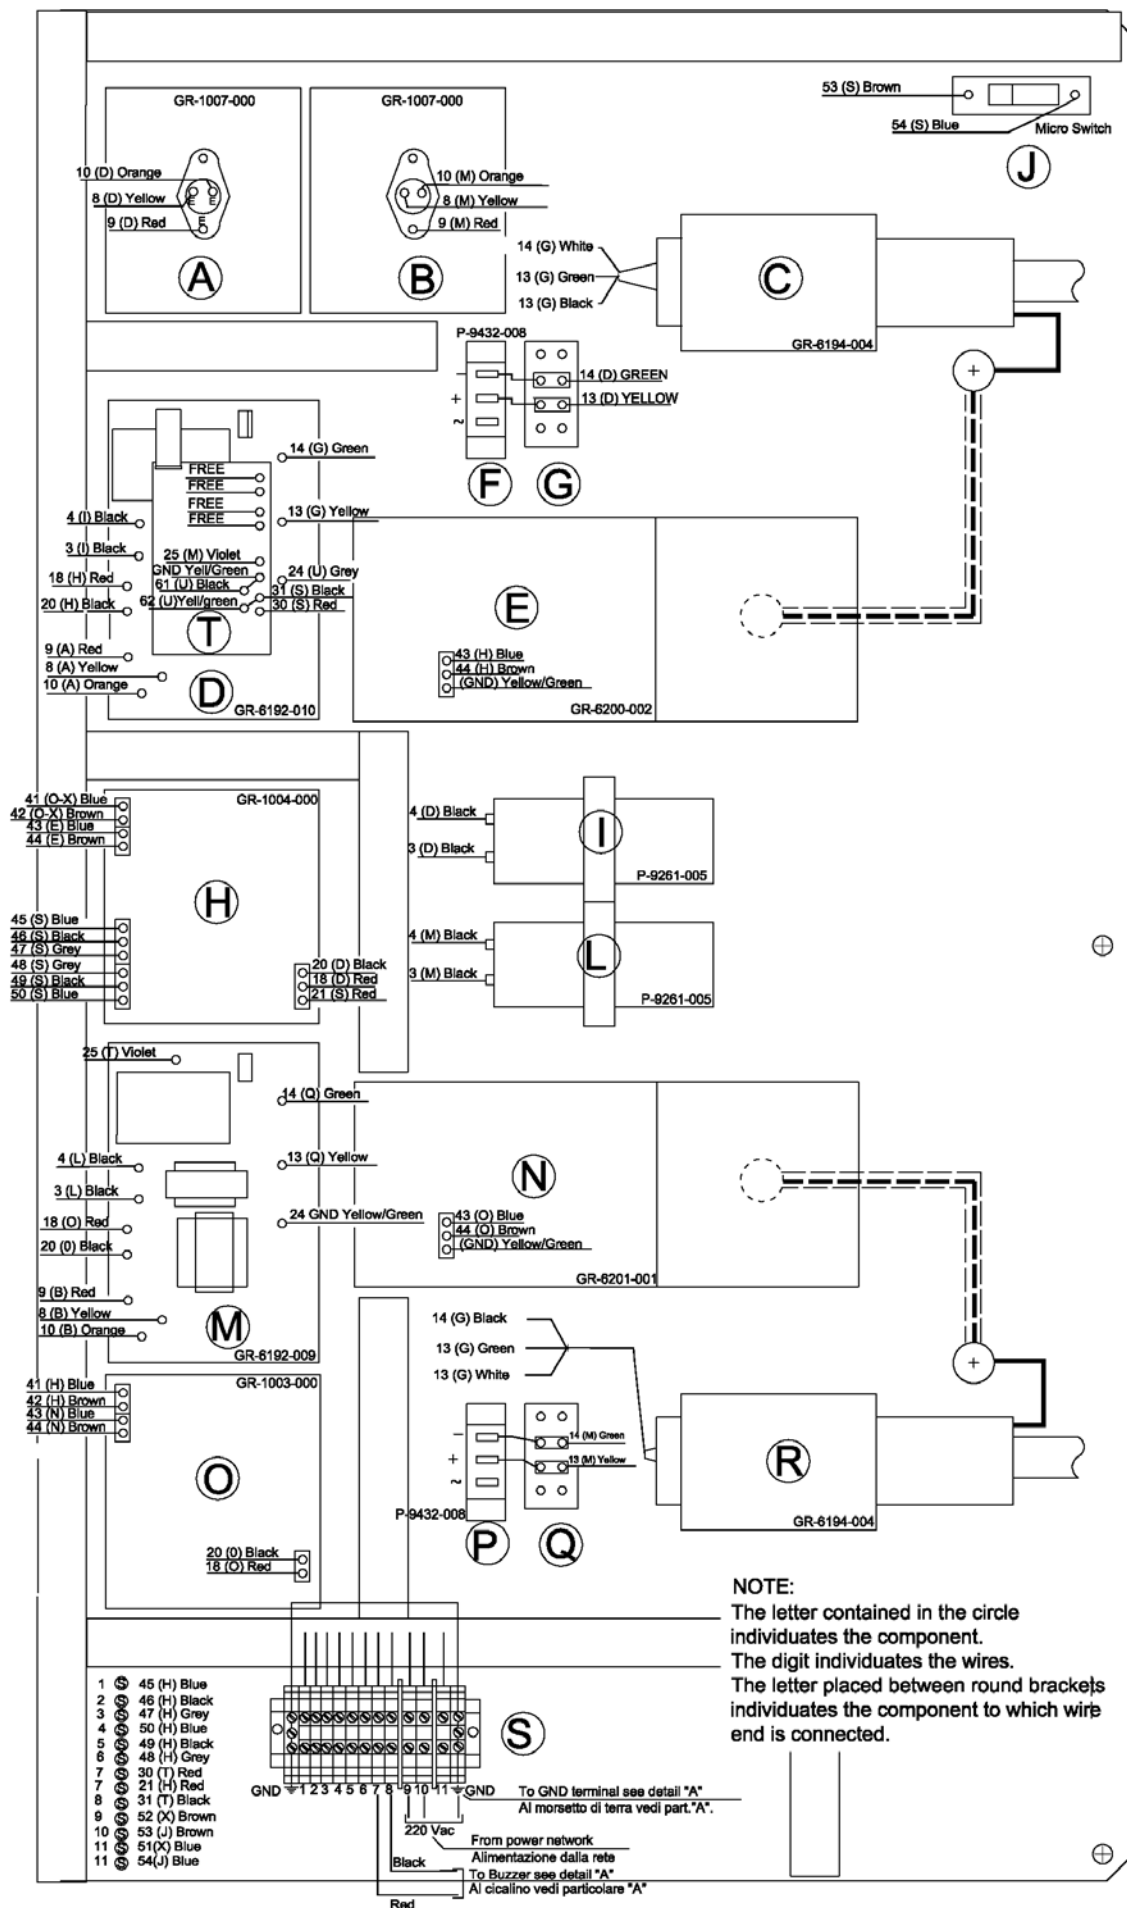 GR-1007-000
10 (D) Orange
8 (D) Yellow
9 (D) Red
E
E
E
A
GR-1007-000
10 (M) Orange
8 (M) Yellow
9 (M) Red
B
53 (S) Brown
54 (S) Blue
Micro Switch
J
14 (G) White
13 (G) Green
13 (G) Black
C
GR-6194-004
P-9432-008
−
+
~
F
14 (D) GREEN
13 (D) YELLOW
G
14 (G) Green
FREE
FREE
FREE
FREE
13 (G) Yellow
4 (I) Black
3 (I) Black
18 (H) Red
20 (H) Black
25 (M) Violet
GND Yell/Green
61 (U) Black
62 (U)Yell/green
24 (U) Grey
31 (S) Black
30 (S) Red
T
9 (A) Red
8 (A) Yellow
10 (A) Orange
D
GR-6192-010
E
43 (H) Blue
44 (H) Brown
(GND) Yellow/Green
GR-6200-002
41 (O-X) Blue
42 (O-X) Brown
43 (E) Blue
44 (E) Brown
GR-1004-000
H
45 (S) Blue
46 (S) Black
47 (S) Grey
48 (S) Grey
49 (S) Black
50 (S) Blue
20 (D) Black
18 (D) Red
21 (S) Red
4 (D) Black
3 (D) Black
I
P-9261-005
4 (M) Black
3 (M) Black
L
P-9261-005
25 (T) Violet
14 (Q) Green
4 (L) Black
3 (L) Black
13 (Q) Yellow
18 (O) Red
20 (0) Black
24 GND Yellow/Green
9 (B) Red
8 (B) Yellow
10 (B) Orange
M
GR-6192-009
N
43 (O) Blue
44 (O) Brown
(GND) Yellow/Green
GR-6201-001
14 (G) Black
13 (G) Green
13 (G) White
41 (H) Blue
42 (H) Brown
43 (N) Blue
44 (N) Brown
GR-1003-000
O
20 (0) Black
18 (O) Red
−
+
~
P-9432-008
P
14 (M) Green
13 (M) Yellow
Q
R
GR-6194-004
NOTE:
The letter contained in the circle
individuates the component.
The digit individuates the wires.
The letter placed between round brackets
individuates the component to which wire
end is connected.
1 S 45 (H) Blue
2 S 46 (H) Black
3 S 47 (H) Grey
4 S 50 (H) Blue
5 S 49 (H) Black
6 S 48 (H) Grey
7 S 30 (T) Red
7 S 21 (H) Red
8 S 31 (T) Black
9 S 52 (X) Brown
10 S 53 (J) Brown
11 S 51(X) Blue
11 S 54(J) Blue
S
GND 1 2 3 4 5 6 7 8 9 10 11 GND
To GND terminal see detail "A"
Al morsetto di terra vedi part."A".
220 Vac
From power network
Alimentazione dalla rete
Black
To Buzzer see detail "A"
Al cicalino vedi particolare "A"
Red